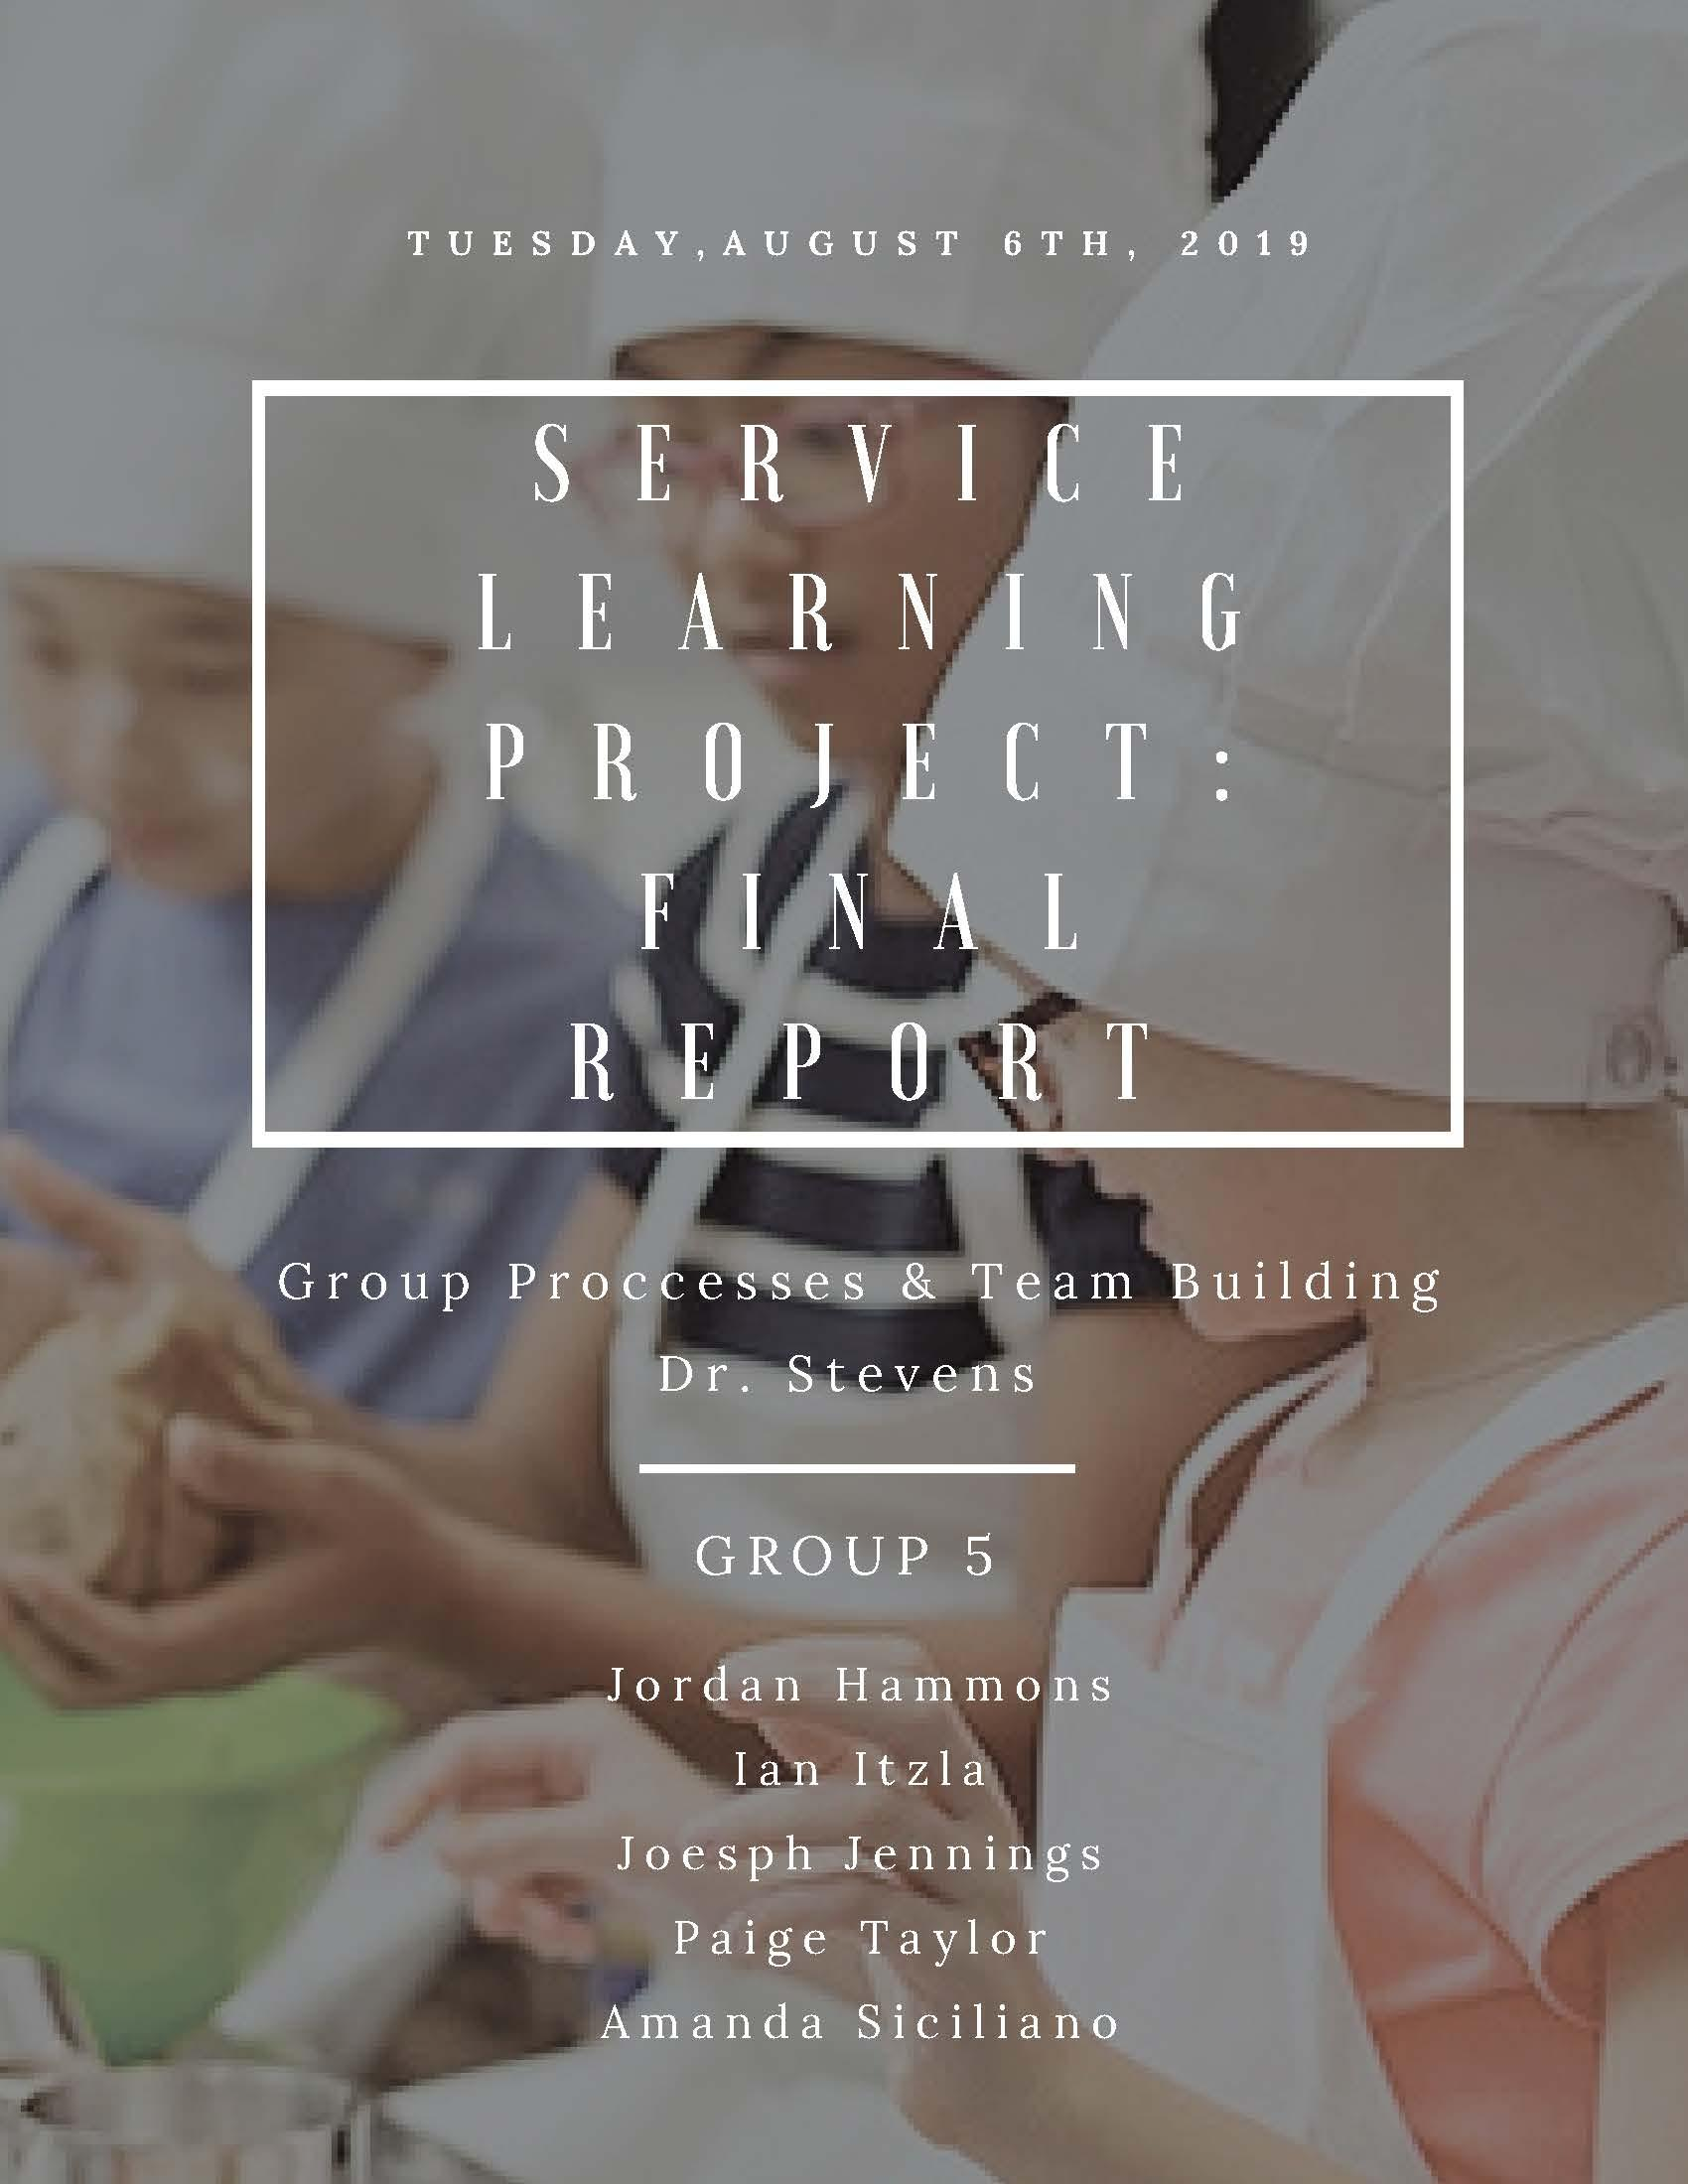 TUESDAY,AUGUST 6TH, 2019
SERVICE
LEARNING
PROJECT:
FINAL
REPORT
Group Proccesses & Team Building
Dr. Stevens
GROUP 5
Jordan Hammons
Ian Itzla
Joesph Jennings
Paige Taylor
Amanda Siciliano